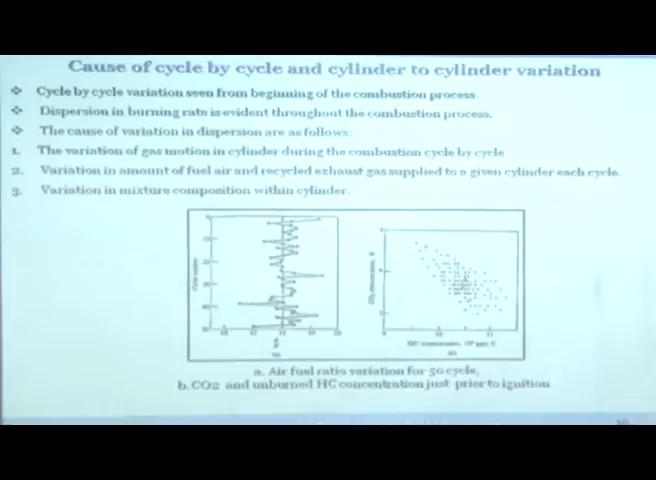 Cause of cycle by cycle and cylinder to cylinder variation
❖ Cycle by cycle variation seen from beginning of the combustion process.
❖ Dispersion in burning rate is evident throughout the combustion process.
❖ The cause of variation in dispersion are as follows:
1. The variation of gas motion in cylinder during the combustion cycle by cycle
2. Variation in amount of fuel air and recycled exhaust gas supplied to a given cylinder each cycle.
3. Variation in mixture composition within cylinder.
a. Air fuel ratio variation for 50 cycle,
b.CO2 and unburned HC concentration just prior to ignition